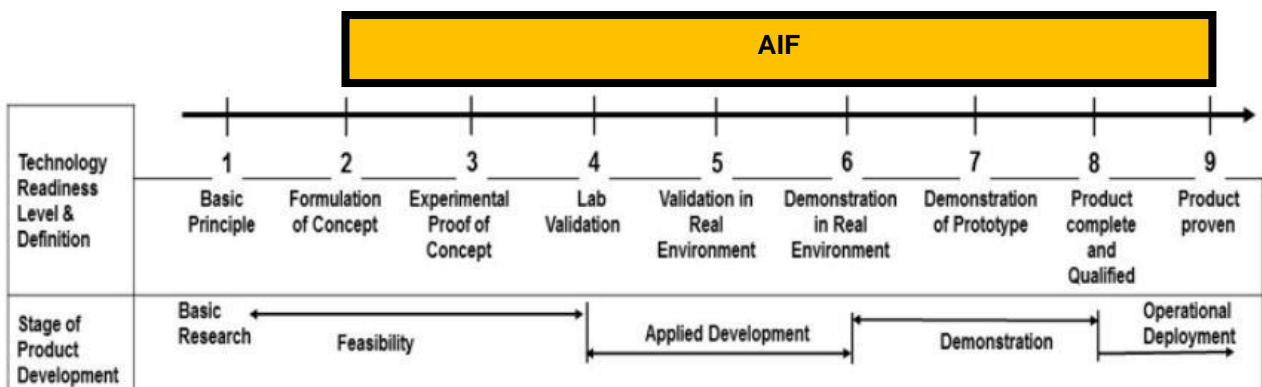 AIF
Technology
Readiness
Level &
Definition
1
Basic
Principle
2
Formulation
of Concept
3
Experimental
Proof of
Concept
4
Lab
Validation
5
Validation in
Real
Environment
6
Demonstration
in Real
Environment
7
Demonstration
of Prototype
8
Product
complete
and
Qualified
9
Product
proven
Stage of
Product
Development
Basic
Research
Feasibility
Applied Development
Demonstration
Operational
Deployment